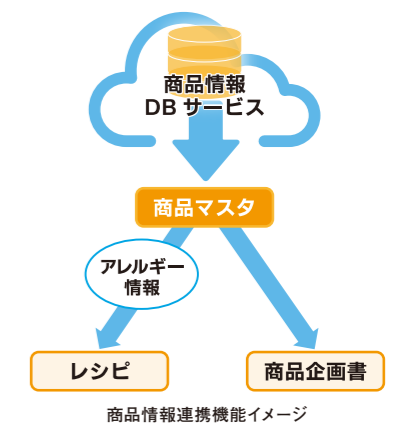 商品情報
DB サービス
商品マスタ
アレルギー
情報
レシピ
商品企画書
商品情報連携機能イメージ